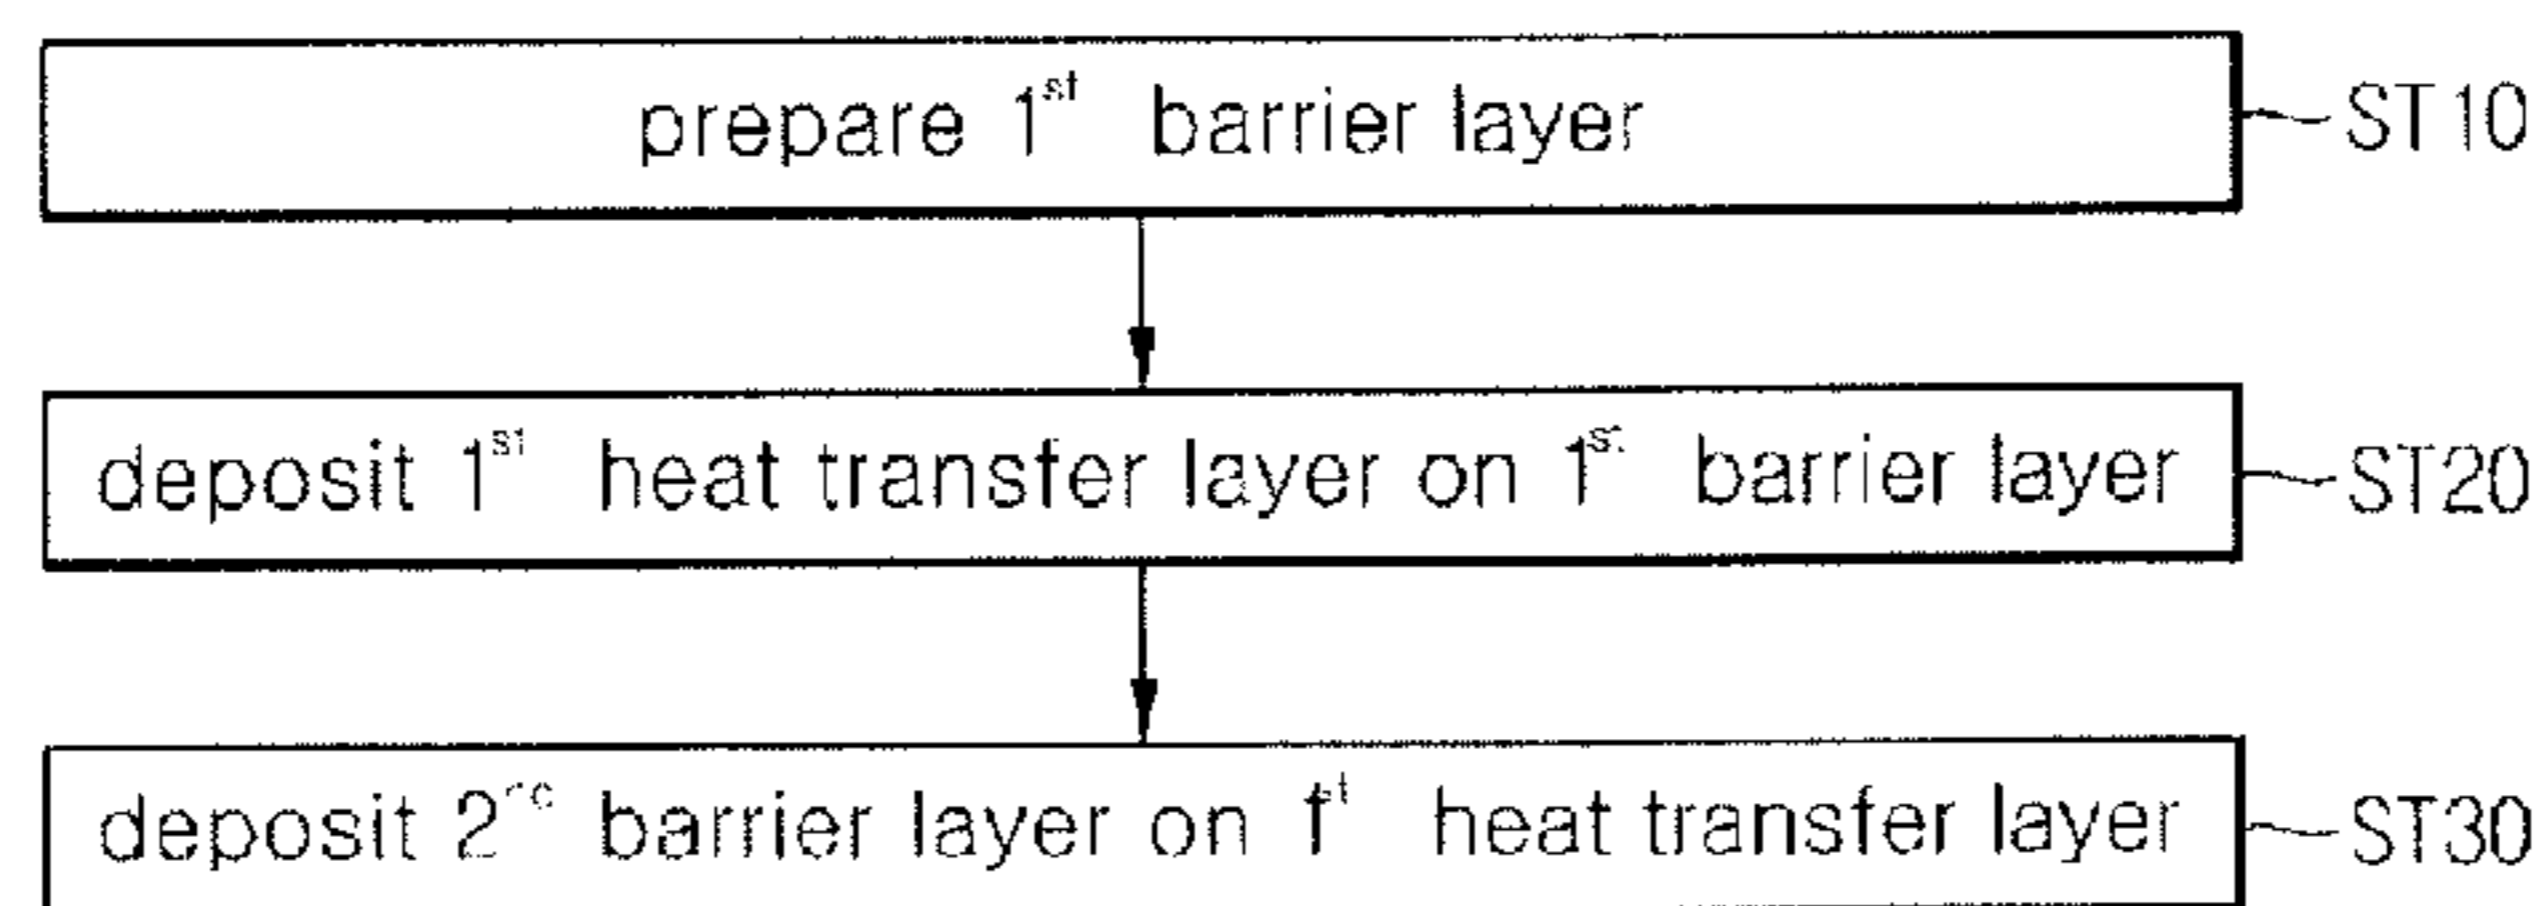 prepare 1st barrier layer ST10
deposit 1st heat transfer layer on 1st barrier layer ST20
deposit 2nd barrier layer on 1st heat transfer layer ST30